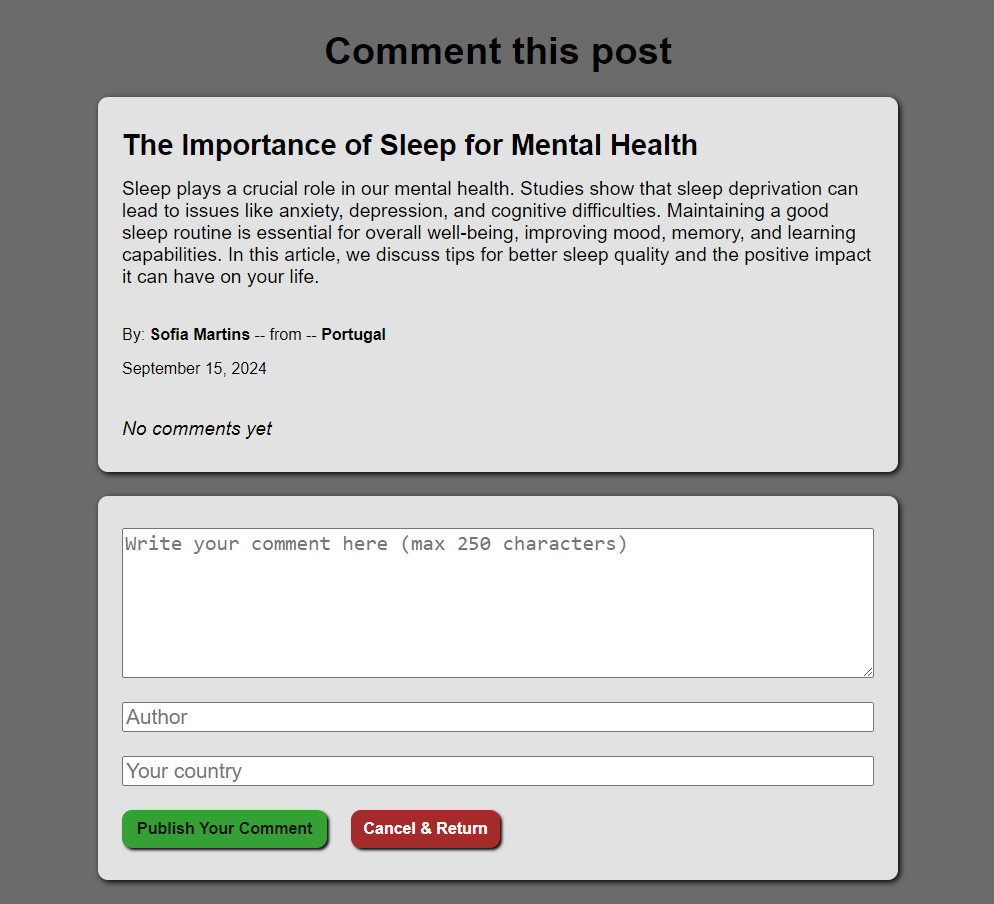 Comment this post
The Importance of Sleep for Mental Health
Sleep plays a crucial role in our mental health. Studies show that sleep deprivation can
lead to issues like anxiety, depression, and cognitive difficulties. Maintaining a good
sleep routine is essential for overall well-being, improving mood, memory, and learning
capabilities. In this article, we discuss tips for better sleep quality and the positive impact
it can have on your life.
By: Sofia Martins -- from -- Portugal
September 15, 2024
No comments yet
Write your comment here (max 250 characters)
Author
Your country
Publish Your Comment
Cancel & Return